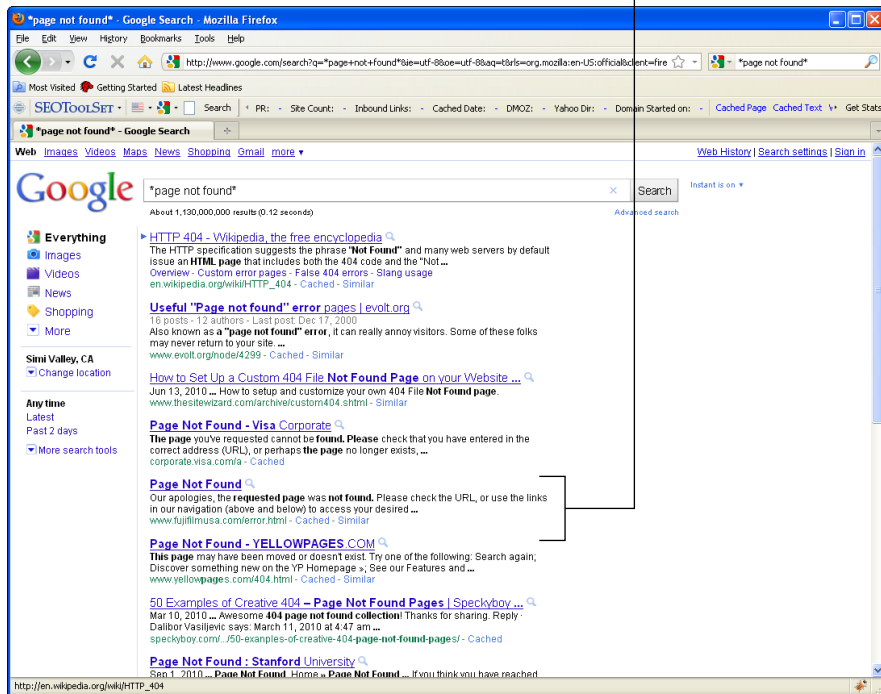 *page not found* - Google Search - Mozilla Firefox
File Edit View History Bookmarks Tools Help
http://www.google.com/search?q=*page+not+found*&ie=utf-8&oe=utf-8&aq=t&rls=org.mozilla:en-US:official&client=fire *page not found*
Most Visited Getting Started Latest Headlines
SEOToolSet Search PR: - Site Count: - Inbound Links: - Cached Date: - DMOZ: - Yahoo Dir: - Domain Started on: - Cached Page Cached Text Get Stats
*page not found* - Google Search
Web Images Videos Maps News Shopping Gmail more Web History | Search settings | Sign in
Google *page not found* Search Instant is on
About 1,130,000,000 results (0.12 seconds) Advanced search
Everything
Images
Videos
News
Shopping
More
Simi Valley, CA
Change location
Any time
Latest
Past 2 days
More search tools
HTTP 404 - Wikipedia, the free encyclopedia
The HTTP specification suggests the phrase "Not Found" and many web servers by default
issue an HTML page that includes both the 404 code and the "Not ...
Overview - Custom error pages - False 404 errors - Slang usage
en.wikipedia.org/wiki/HTTP_404 - Cached - Similar
Useful "Page not found" error pages | evolt.org
16 posts - 12 authors - Last post: Dec 17, 2000
Also known as a "page not found" error, it can really annoy visitors. Some of these folks
may never return to your site. ...
www.evolt.org/node/4299 - Cached - Similar
How to Set Up a Custom 404 File Not Found Page on your Website ...
Jun 13, 2010 ... How to setup and customize your own 404 File Not Found page.
www.thesitewizard.com/archive/custom404.shtml - Similar
Page Not Found - Visa Corporate
The page you've requested cannot be found. Please check that you have entered in the
correct address (URL), or perhaps the page no longer exists, ...
corporate.visa.com/a - Cached
Page Not Found
Our apologies, the requested page was not found. Please check the URL, or use the links
in our navigation (above and below) to access your desired ...
www.fujifilmusa.com/error.html - Cached - Similar
Page Not Found - YELLOWPAGES.COM
This page may have been moved or doesn't exist. Try one of the following: Search again;
Discover something new on the YP Homepage »; See our Features and ...
www.yellowpages.com/404.html - Cached - Similar
50 Examples of Creative 404 – Page Not Found Pages | Speckyboy ...
Mar 10, 2010 ... Awesome 404 page not found collection! Thanks for sharing. Reply ·
Dalibor Vasiljevic says: March 11, 2010 at 4:47 am ...
speckyboy.com/.../50-examples-of-creative-404-page-not-found-pages/ - Cached
Page Not Found : Stanford University
Sep 1, 2010 ... Page Not Found. Home » Page Not Found ... If you think you have reached
http://en.wikipedia.org/wiki/HTTP_404